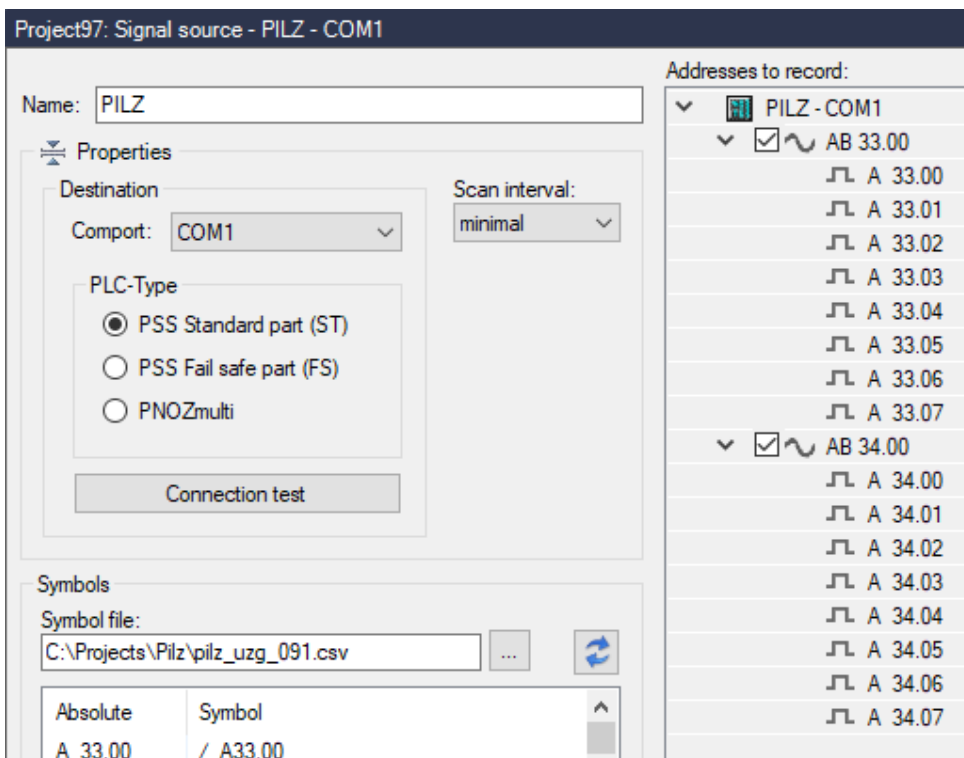 Project97: Signal source - PILZ - COM1
Name: PILZ
Properties
Destination
Comport: COM1
PLC-Type
PSS Standard part (ST)
PSS Fail safe part (FS)
PNOZmulti
Connection test
Scan interval:
minimal
Symbols
Symbol file:
C:\Projects\Pilz\pilz_uzg_091.csv
...
Absolute Symbol
A 33.00 / A33.00
Addresses to record:
PILZ - COM1
AB 33.00
A 33.00
A 33.01
A 33.02
A 33.03
A 33.04
A 33.05
A 33.06
A 33.07
AB 34.00
A 34.00
A 34.01
A 34.02
A 34.03
A 34.04
A 34.05
A 34.06
A 34.07